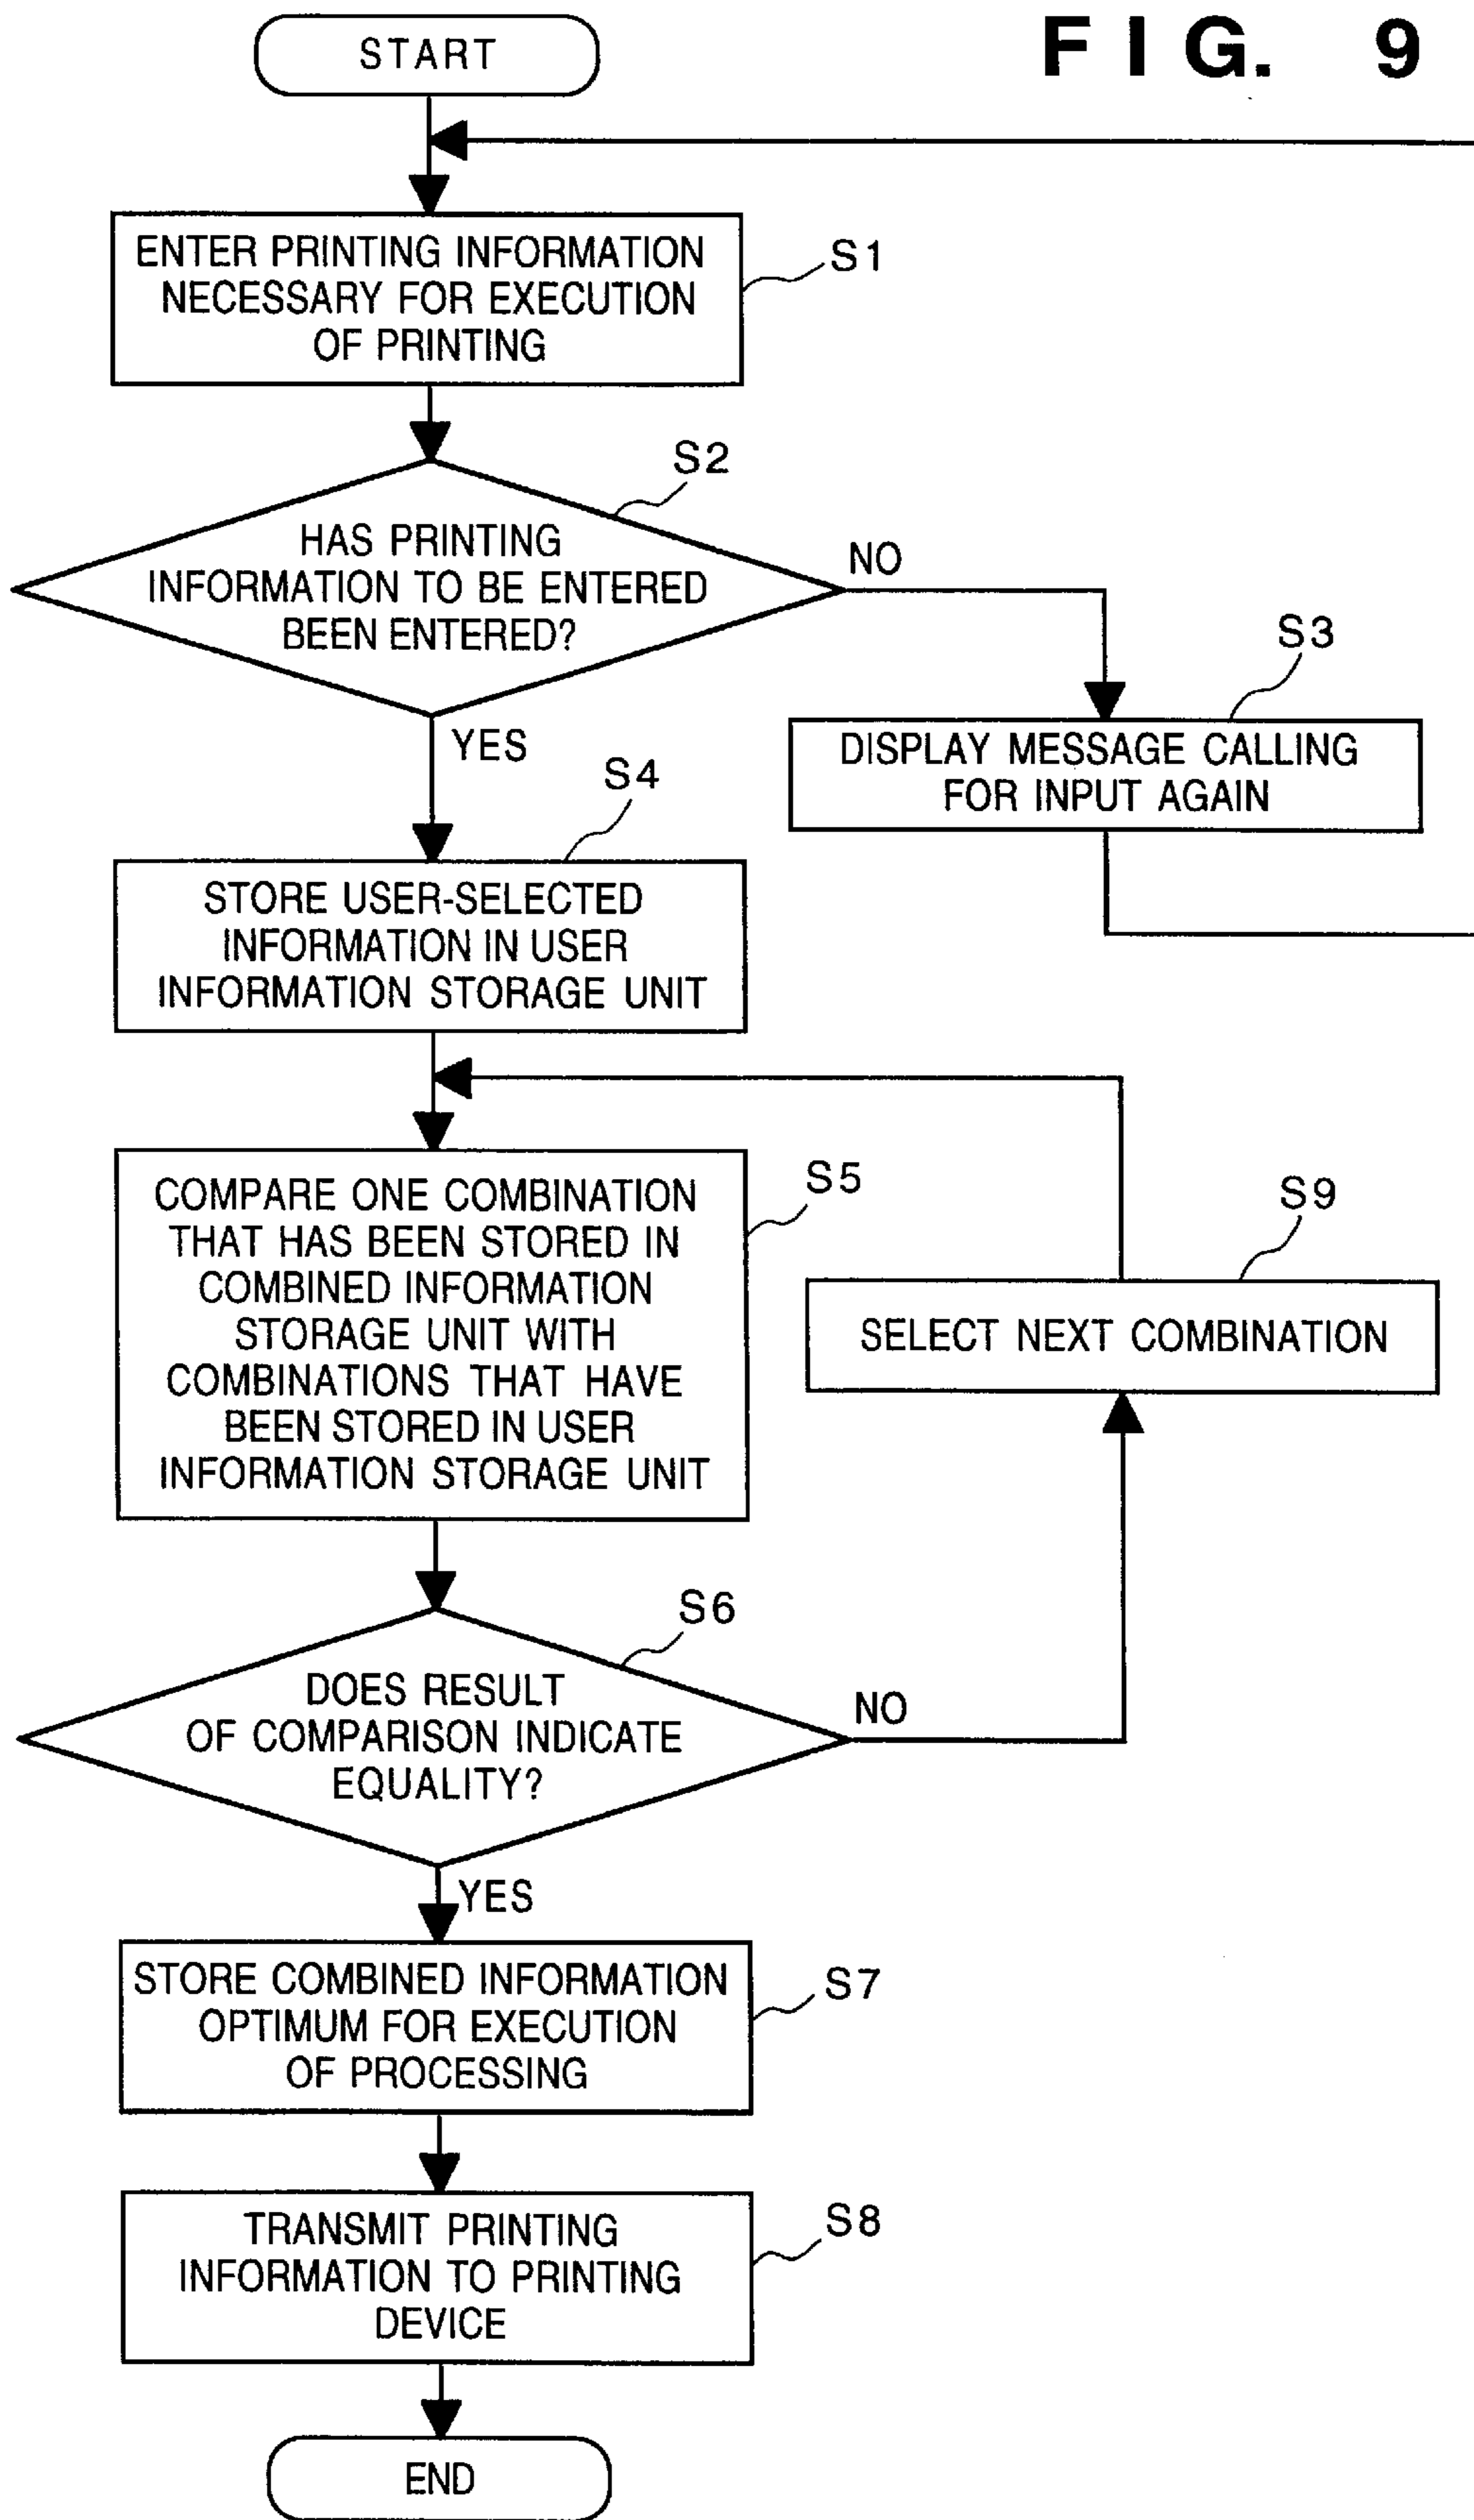 FIG. 9
START
ENTER PRINTING INFORMATION
NECESSARY FOR EXECUTION
OF PRINTING
S1
S2
HAS PRINTING
INFORMATION TO BE ENTERED
BEEN ENTERED?
NO
YES
S3
DISPLAY MESSAGE CALLING
FOR INPUT AGAIN
S4
STORE USER-SELECTED
INFORMATION IN USER
INFORMATION STORAGE UNIT
S5
COMPARE ONE COMBINATION
THAT HAS BEEN STORED IN
COMBINED INFORMATION
STORAGE UNIT WITH
COMBINATIONS THAT HAVE
BEEN STORED IN USER
INFORMATION STORAGE UNIT
S9
SELECT NEXT COMBINATION
S6
DOES RESULT
OF COMPARISON INDICATE
EQUALITY?
NO
YES
STORE COMBINED INFORMATION
OPTIMUM FOR EXECUTION
OF PROCESSING
S7
TRANSMIT PRINTING
INFORMATION TO PRINTING
DEVICE
S8
END